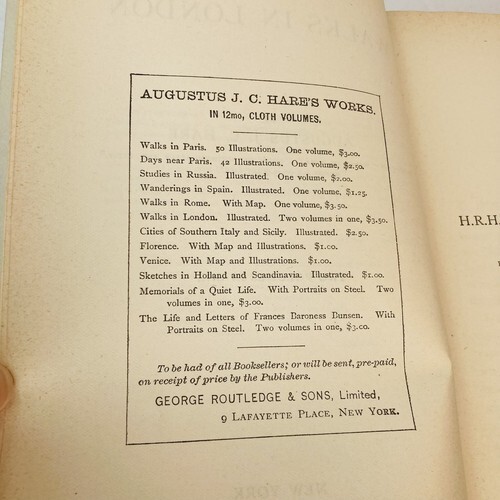 AUGUSTUS J. C. HARE'S WORKS.
IN 12mo, CLOTH VOLUMES.
Walks in Paris. 50 Illustrations. One volume, $3.00.
Days near Paris. 42 Illustrations. One volume, $2.50.
Studies in Russia. Illustrated. One volume, $2.00.
Wanderings in Spain. Illustrated. One volume, $1.25.
Walks in Rome. With Map. One volume, $3.50.
Walks in London. Illustrated. Two volumes in one, $3.50.
Cities of Southern Italy and Sicily. Illustrated. $2.50.
Florence. With Map and Illustrations. $1.00.
Venice. With Map and Illustrations. $1.00.
Sketches in Holland and Scandinavia. Illustrated. $1.00.
Memorials of a Quiet Life. With Portraits on Steel. Two
volumes in one, $3.00.
The Life and Letters of Frances Baroness Bunsen. With
Portraits on Steel. Two volumes in one, $3.00.
To be had of all Booksellers; or will be sent, pre-paid,
on receipt of price by the Publishers.
GEORGE ROUTLEDGE & SONS, Limited,
9 LAFAYETTE PLACE, NEW YORK.
H.R.H.